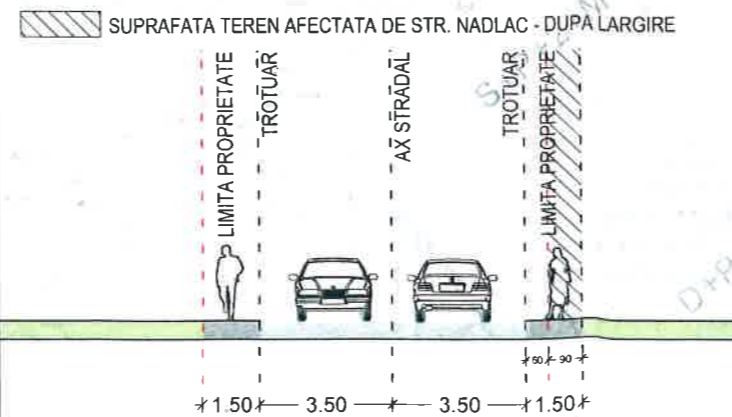 SUPRAFATA TEREN AFECTATA DE STR. NADLAC - DUPA LARGIRE
LIMITA PROPRIETATE
TROTUAR
AX STRADAL
TROTUAR
LIMITA PROPRIETATE
60 90
1.50 3.50 3.50 1.50